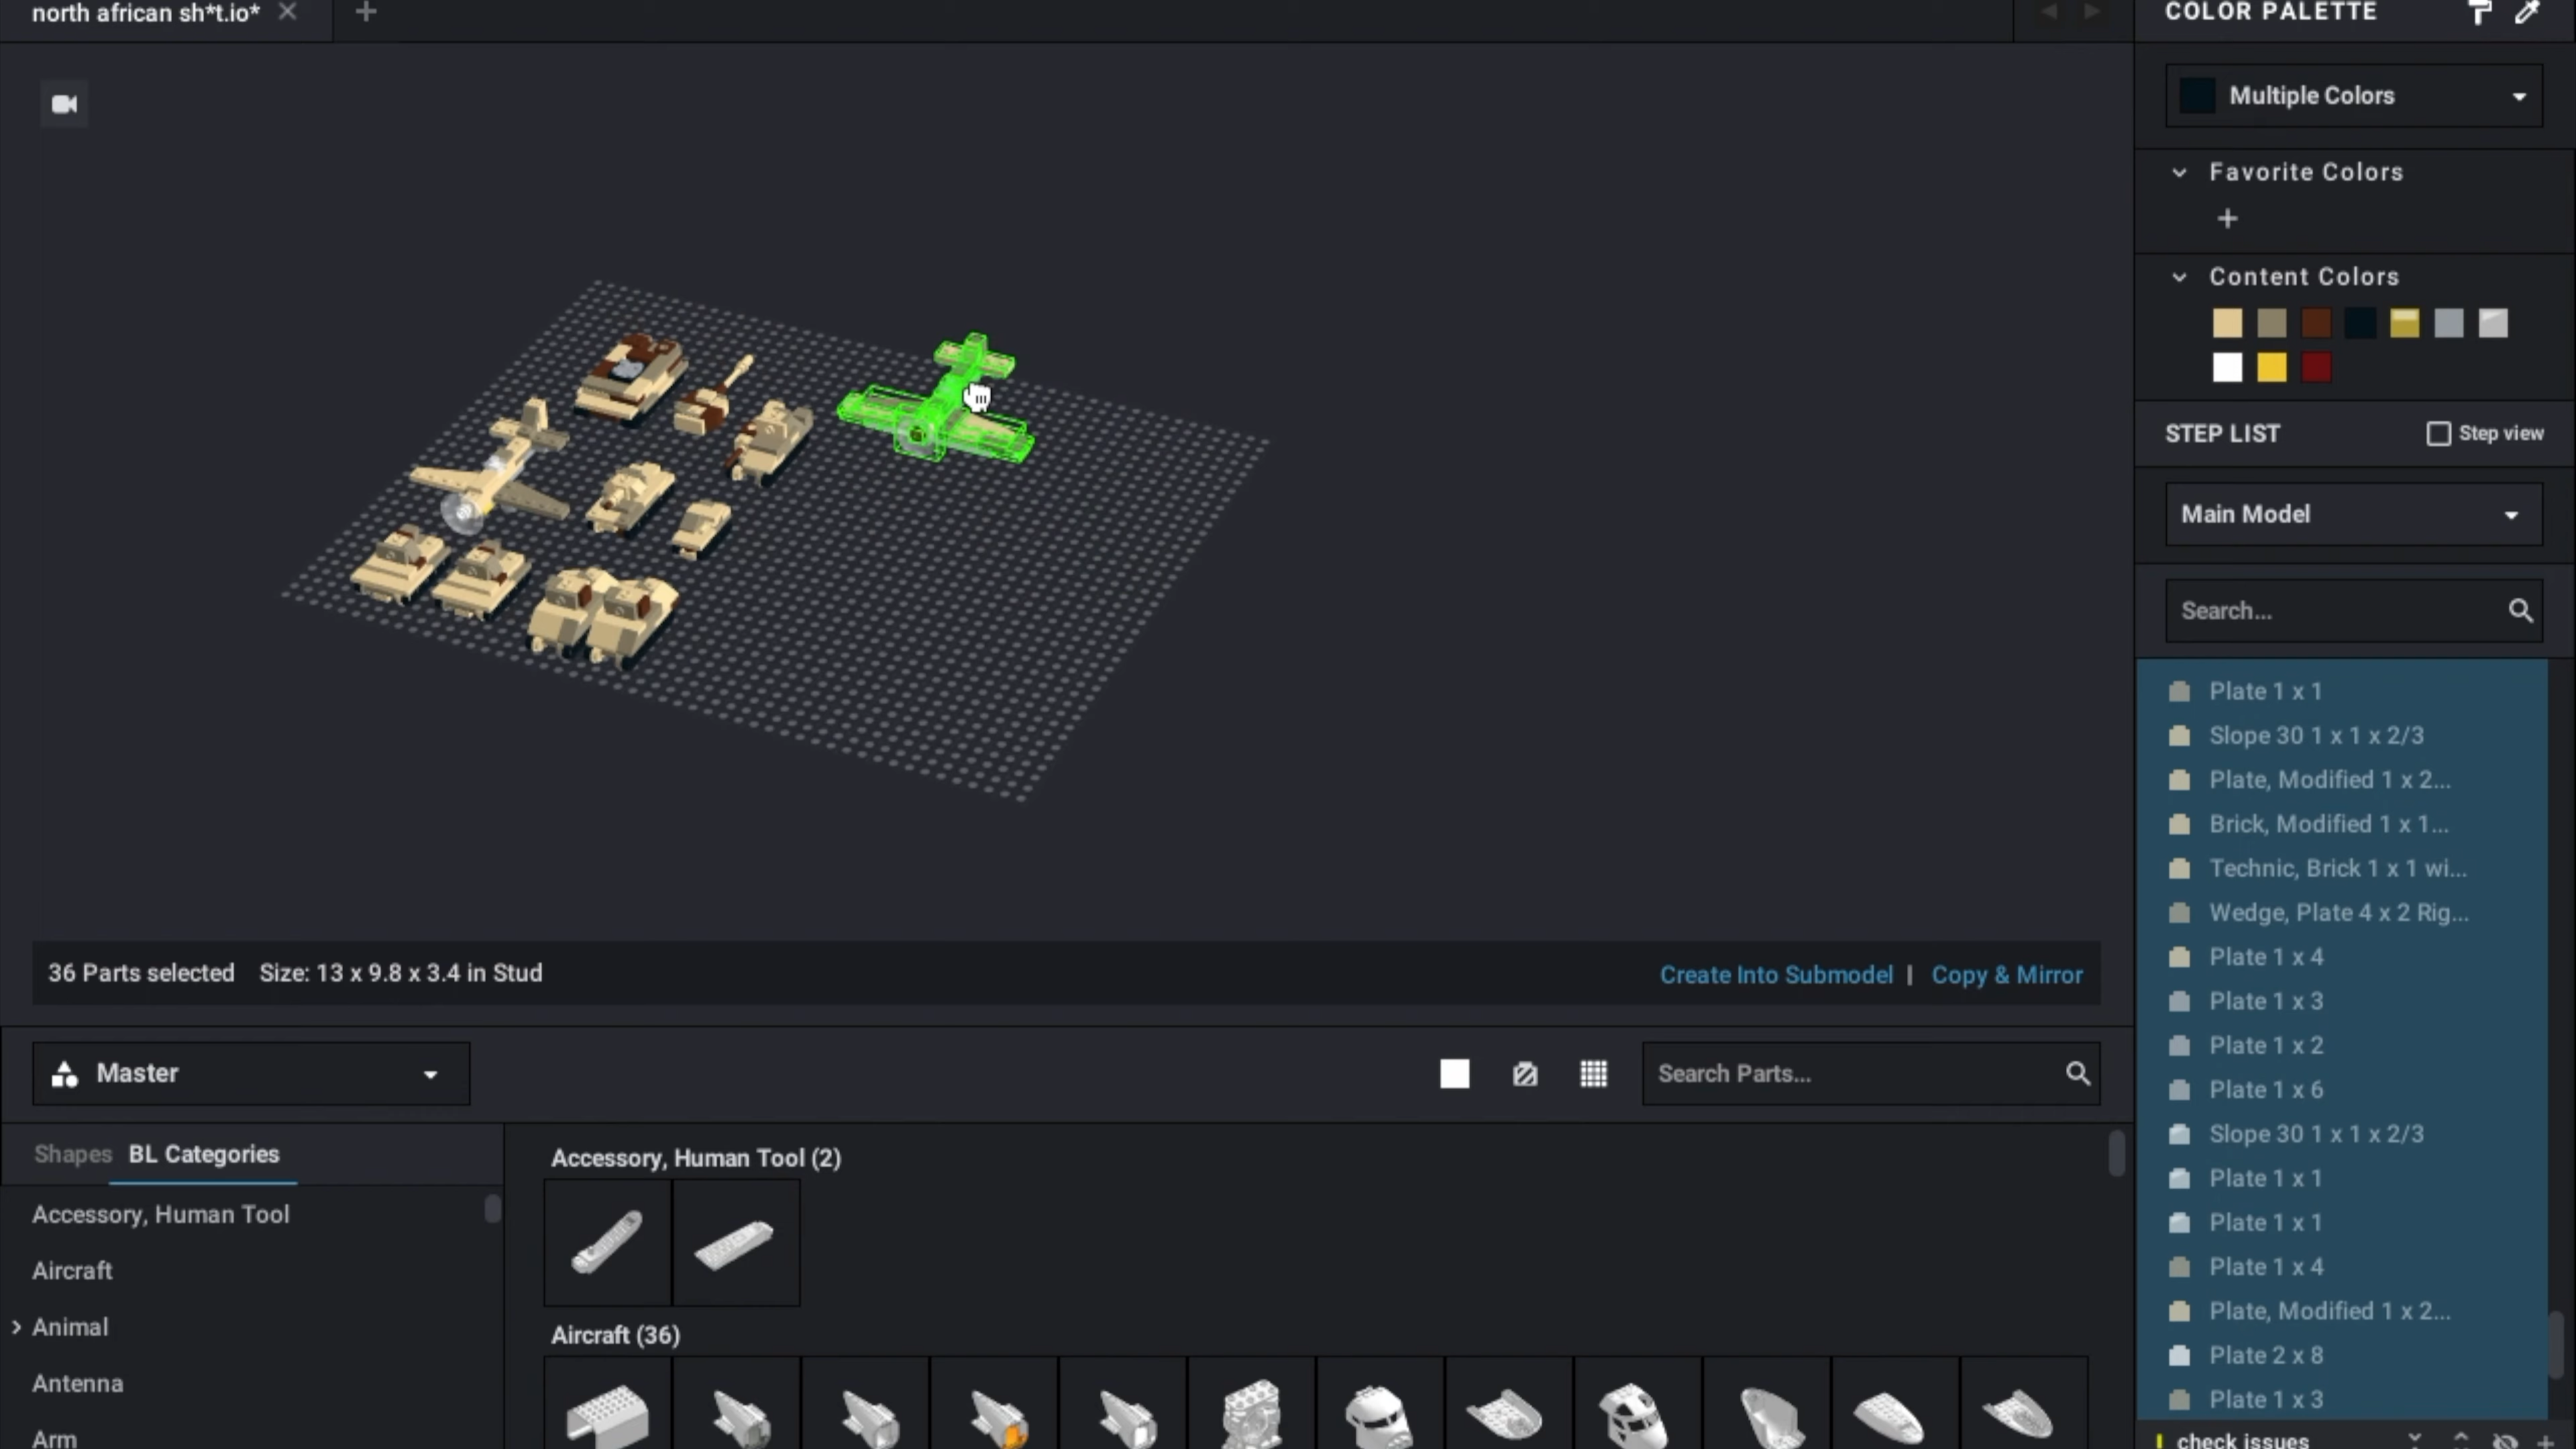 north african sh*t.io*
COLOR PALETTE
Multiple Colors
Favorite Colors
Content Colors
STEP LIST
Step view
Main Model
Search...
Plate 1 x 1
Slope 30 1 x 1 x 2/3
Plate, Modified 1 x 2...
Brick, Modified 1 x 1...
Technic, Brick 1 x 1 wi...
Wedge, Plate 4 x 2 Rig...
Plate 1 x 4
Plate 1 x 3
Plate 1 x 2
Plate 1 x 6
Slope 30 1 x 1 x 2/3
Plate 1 x 1
Plate 1 x 1
Plate 1 x 4
Plate, Modified 1 x 2...
Plate 2 x 8
Plate 1 x 3
check issues
36 Parts selected Size: 13 x 9.8 x 3.4 in Stud
Create Into Submodel | Copy & Mirror
Master
Search Parts...
Shapes BL Categories
Accessory, Human Tool
Aircraft
Animal
Antenna
Arm
Accessory, Human Tool (2)
Aircraft (36)